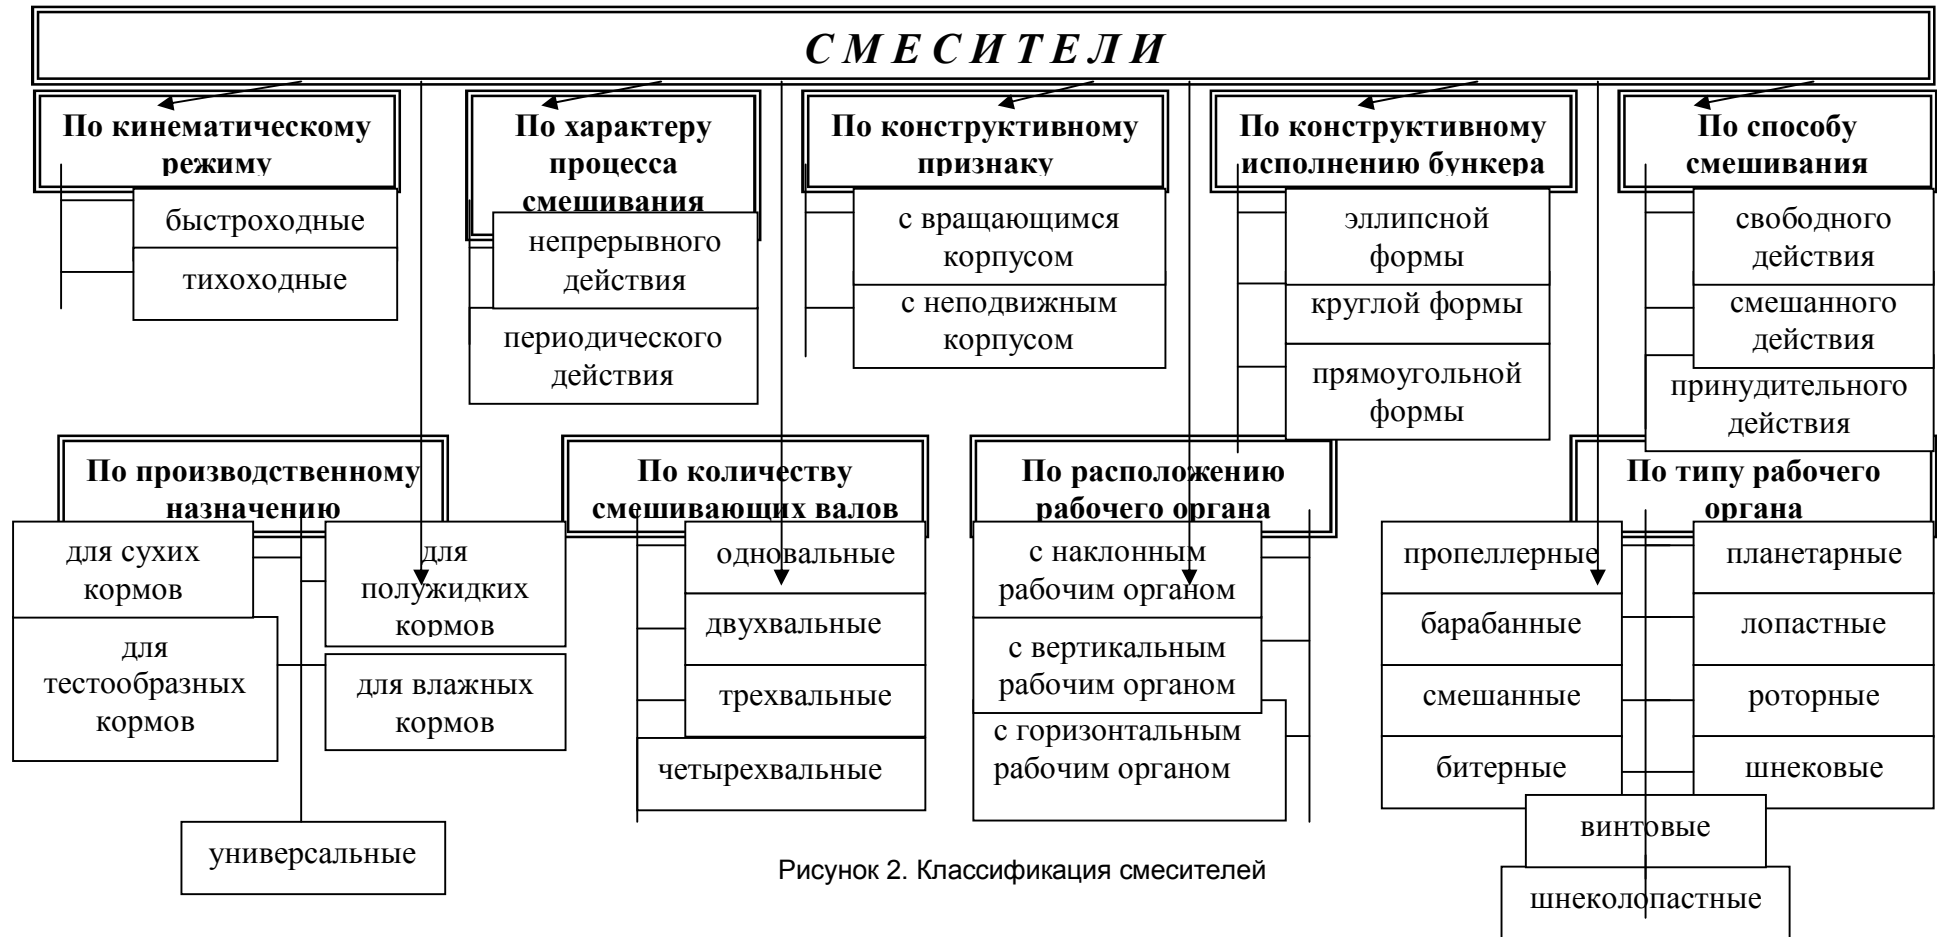 С М Е С И Т Е Л И
По кинематическому
режиму
быстроходные
тихоходные
По характеру
процесса
смешивания
непрерывного
действия
периодического
действия
По конструктивному
признаку
с вращающимся
корпусом
с неподвижным
корпусом
По конструктивному
исполнению бункера
эллипсной
формы
круглой формы
прямоугольной
формы
По способу
смешивания
свободного
действия
смешанного
действия
принудительного
действия
По производственному
назначению
для сухих
кормов
для
полужидких
кормов
для
тестообразных
кормов
для влажных
кормов
универсальные
По количеству
смешивающих валов
одновальные
двухвальные
трехвальные
четырехвальные
По расположению
рабочего органа
с наклонным
рабочим органом
с вертикальным
рабочим органом
с горизонтальным
рабочим органом
По типу рабочего
органа
пропеллерные
планетарные
барабанные
лопастные
смешанные
роторные
битерные
шнековые
винтовые
шнеколопастные
Рисунок 2. Классификация смесителей